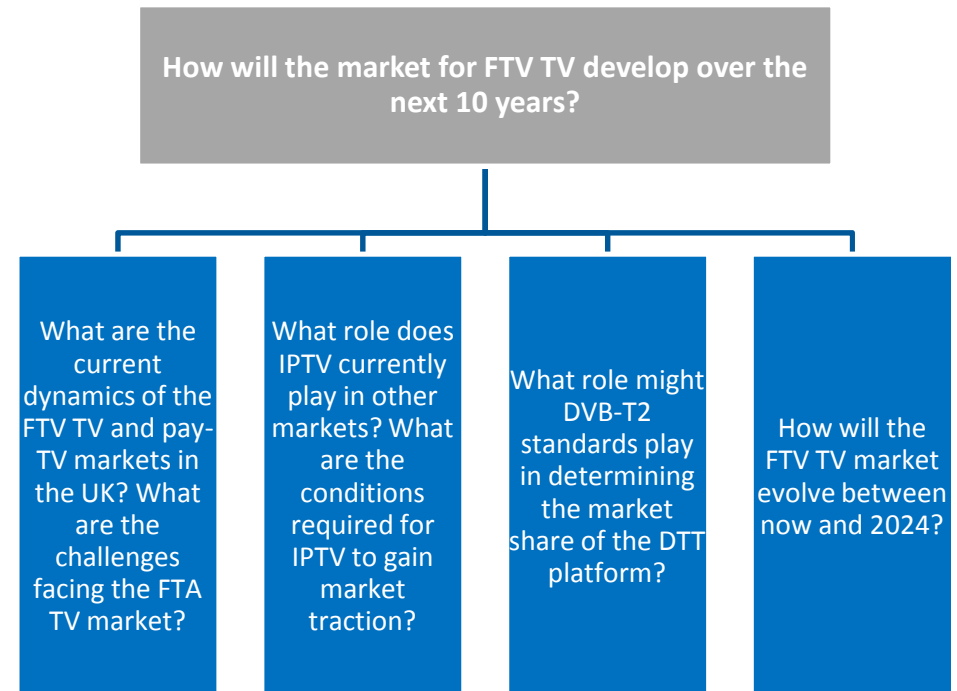 How will the market for FTV TV develop over the
next 10 years?
What are the
current
dynamics of the
FTV TV and pay-
TV markets in
the UK? What
are the
challenges
facing the FTA
TV market?
What role does
IPTV currently
play in other
markets? What
are the
conditions
required for
IPTV to gain
market
traction?
What role might
DVB-T2
standards play
in determining
the market
share of the DTT
platform?
How will the
FTV TV market
evolve between
now and 2024?